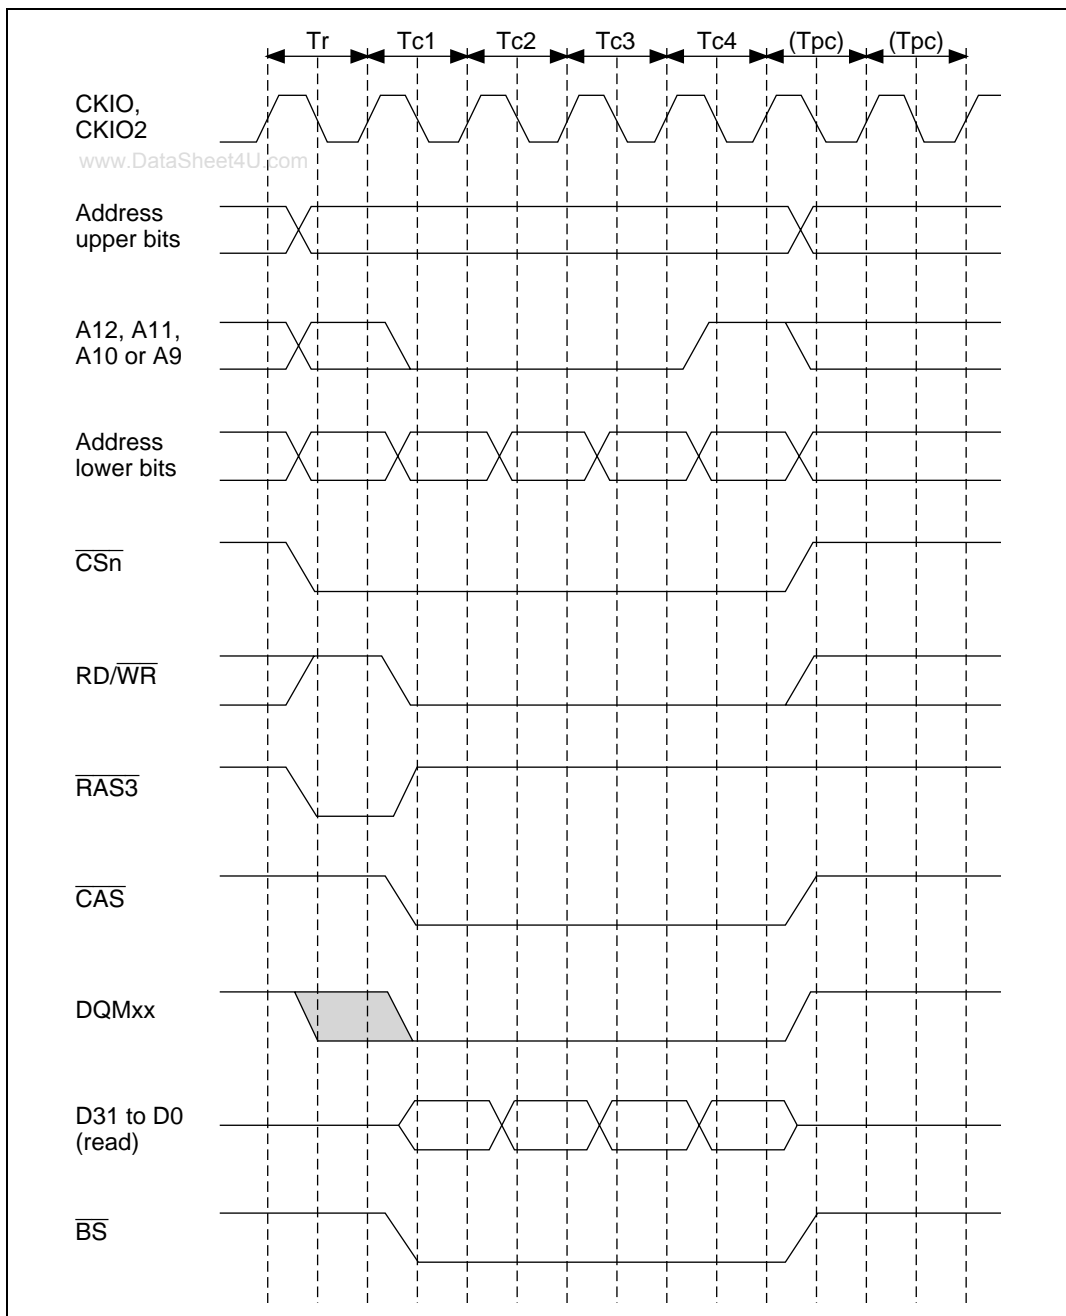 Tr Tc1 Tc2 Tc3 Tc4 (Tpc) (Tpc)
CKIO,
CKIO2
www.DataSheet4U.com
Address
upper bits
A12, A11,
A10 or A9
Address
lower bits
CSn
RD/WR
RAS3
CAS
DQMxx
D31 to D0
(read)
BS